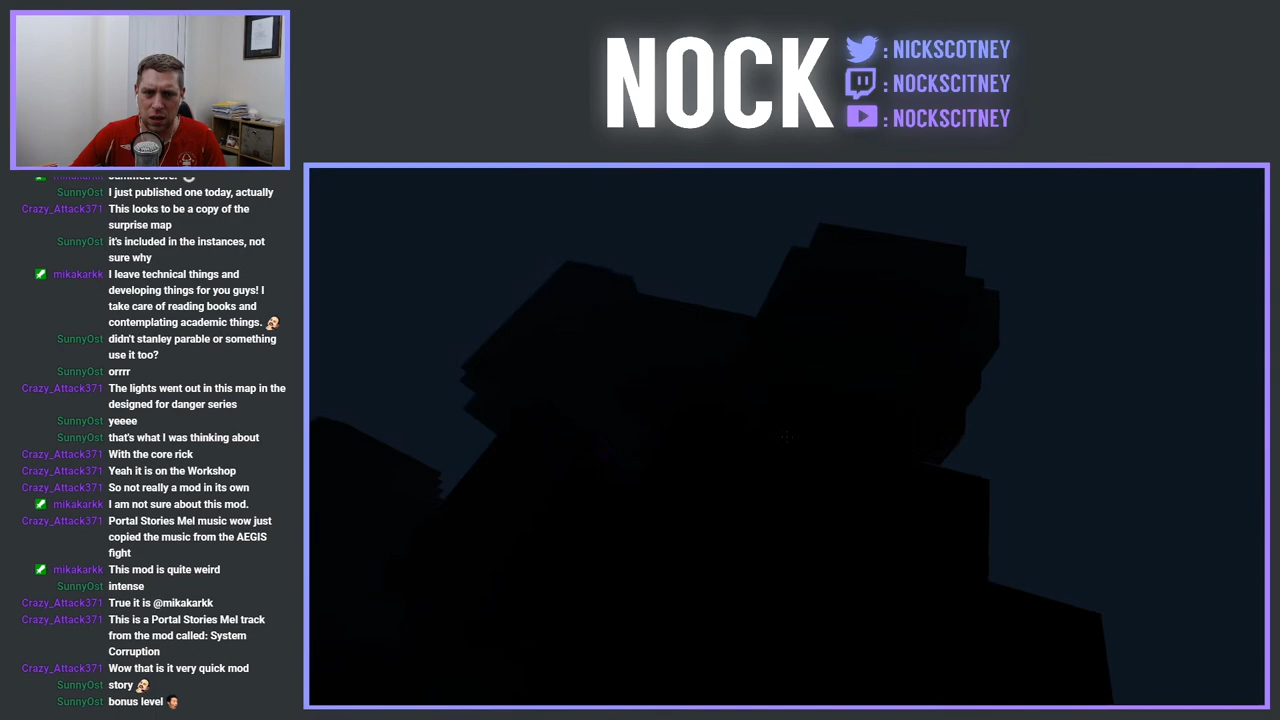 NOCK
: NICKSCOTNEY
: NOCKSCITNEY
: NOCKSCITNEY
SunnyOst I just published one today, actually
Crazy_Attack371 This looks to be a copy of the
surprise map
SunnyOst it's included in the instances, not
sure why
mikakarkk I leave technical things and
developing things for you guys! I
take care of reading books and
contemplating academic things.
SunnyOst didn't stanley parable or something
use it too?
SunnyOst orrrr
Crazy_Attack371 The lights went out in this map in the
designed for danger series
SunnyOst yeeee
SunnyOst that's what I was thinking about
Crazy_Attack371 With the core rick
Crazy_Attack371 Yeah it is on the Workshop
Crazy_Attack371 So not really a mod in its own
mikakarkk I am not sure about this mod.
Crazy_Attack371 Portal Stories Mel music wow just
copied the music from the AEGIS
fight
mikakarkk This mod is quite weird
SunnyOst intense
Crazy_Attack371 True it is @mikakarkk
Crazy_Attack371 This is a Portal Stories Mel track
from the mod called: System
Corruption
Crazy_Attack371 Wow that is it very quick mod
SunnyOst story
SunnyOst bonus level